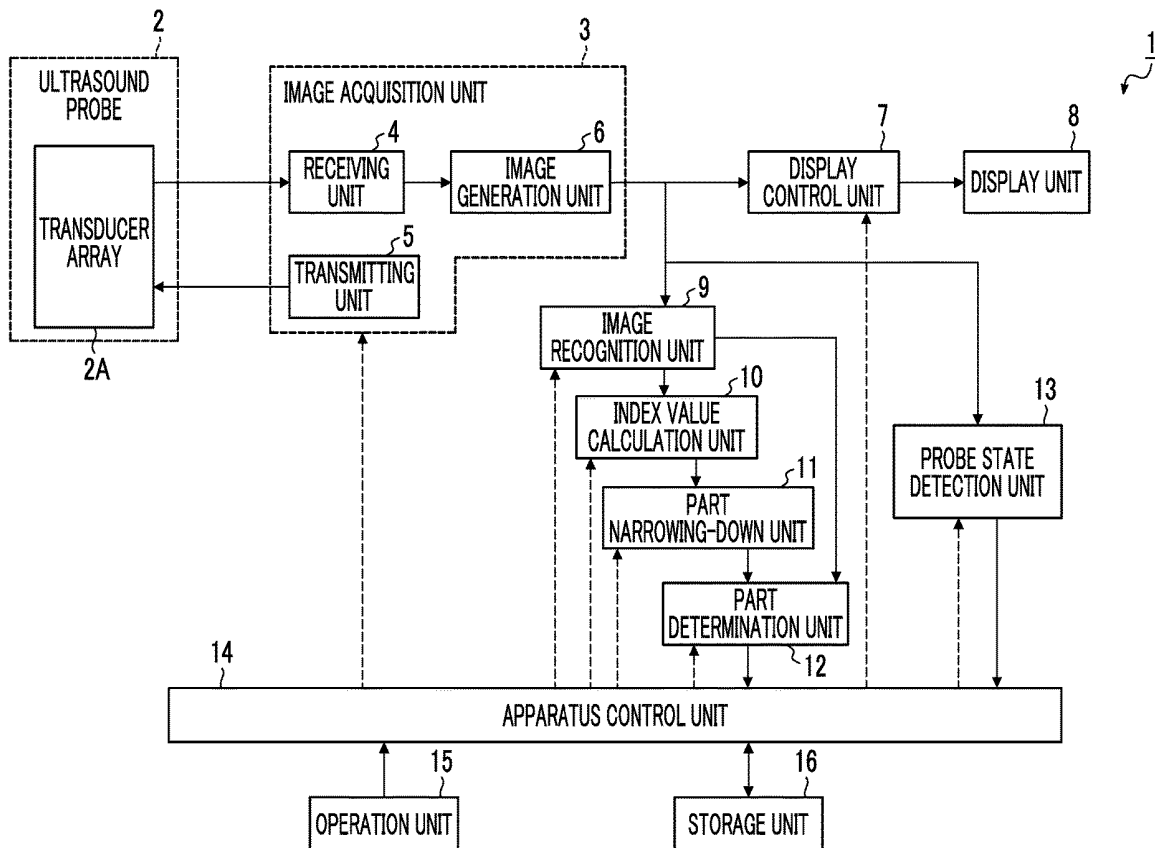 2
3
1
ULTRASOUND
PROBE
IMAGE ACQUISITION UNIT
4
6
7
8
RECEIVING
UNIT
IMAGE
GENERATION UNIT
DISPLAY
CONTROL UNIT
DISPLAY UNIT
TRANSDUCER
ARRAY
5
TRANSMITTING
UNIT
2A
9
IMAGE
RECOGNITION UNIT
10
INDEX VALUE
CALCULATION UNIT
13
PROBE STATE
DETECTION UNIT
11
PART
NARROWING-DOWN UNIT
PART
DETERMINATION UNIT
12
14
APPARATUS CONTROL UNIT
15
16
OPERATION UNIT
STORAGE UNIT